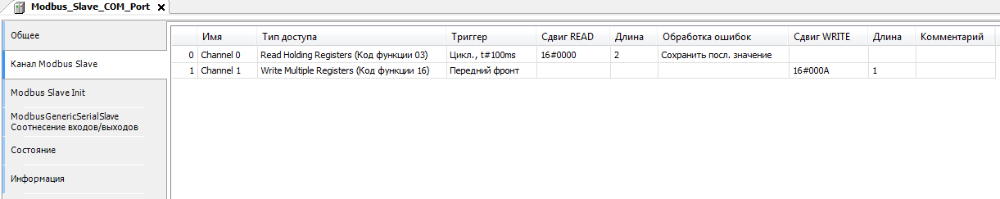 Modbus_Slave_COM_Port
Общее
Канал Modbus Slave
Modbus Slave Init
ModbusGenericSerialSlave
Соотнесение входов/выходов
Состояние
Информация
Имя Тип доступа Триггер Сдвиг READ Длина Обработка ошибок Сдвиг WRITE Длина Комментарий
0 Channel 0 Read Holding Registers (Код функции 03) Цикл., t#100ms 16#0000 2 Сохранить посл. значение
1 Channel 1 Write Multiple Registers (Код функции 16) Передний фронт 16#000A 1